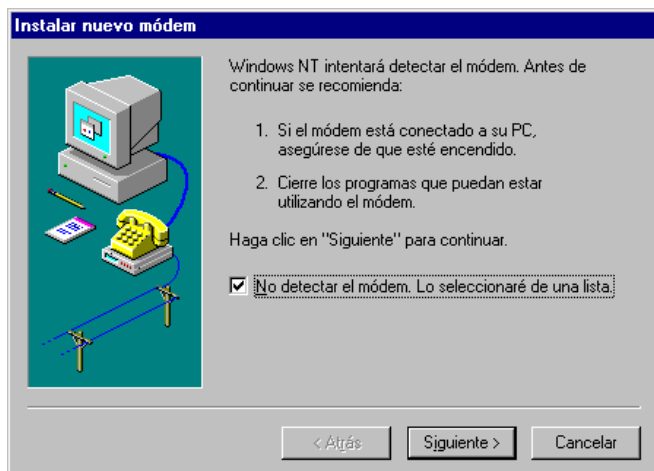 Instalar nuevo módem
Windows NT intentará detectar el módem. Antes de
continuar se recomienda:
1. Si el módem está conectado a su PC,
asegúrese de que esté encendido.
2. Cierre los programas que puedan estar
utilizando el módem.
Haga clic en "Siguiente" para continuar.
No detectar el módem. Lo seleccionaré de una lista.
< Atrás
Siguiente >
Cancelar